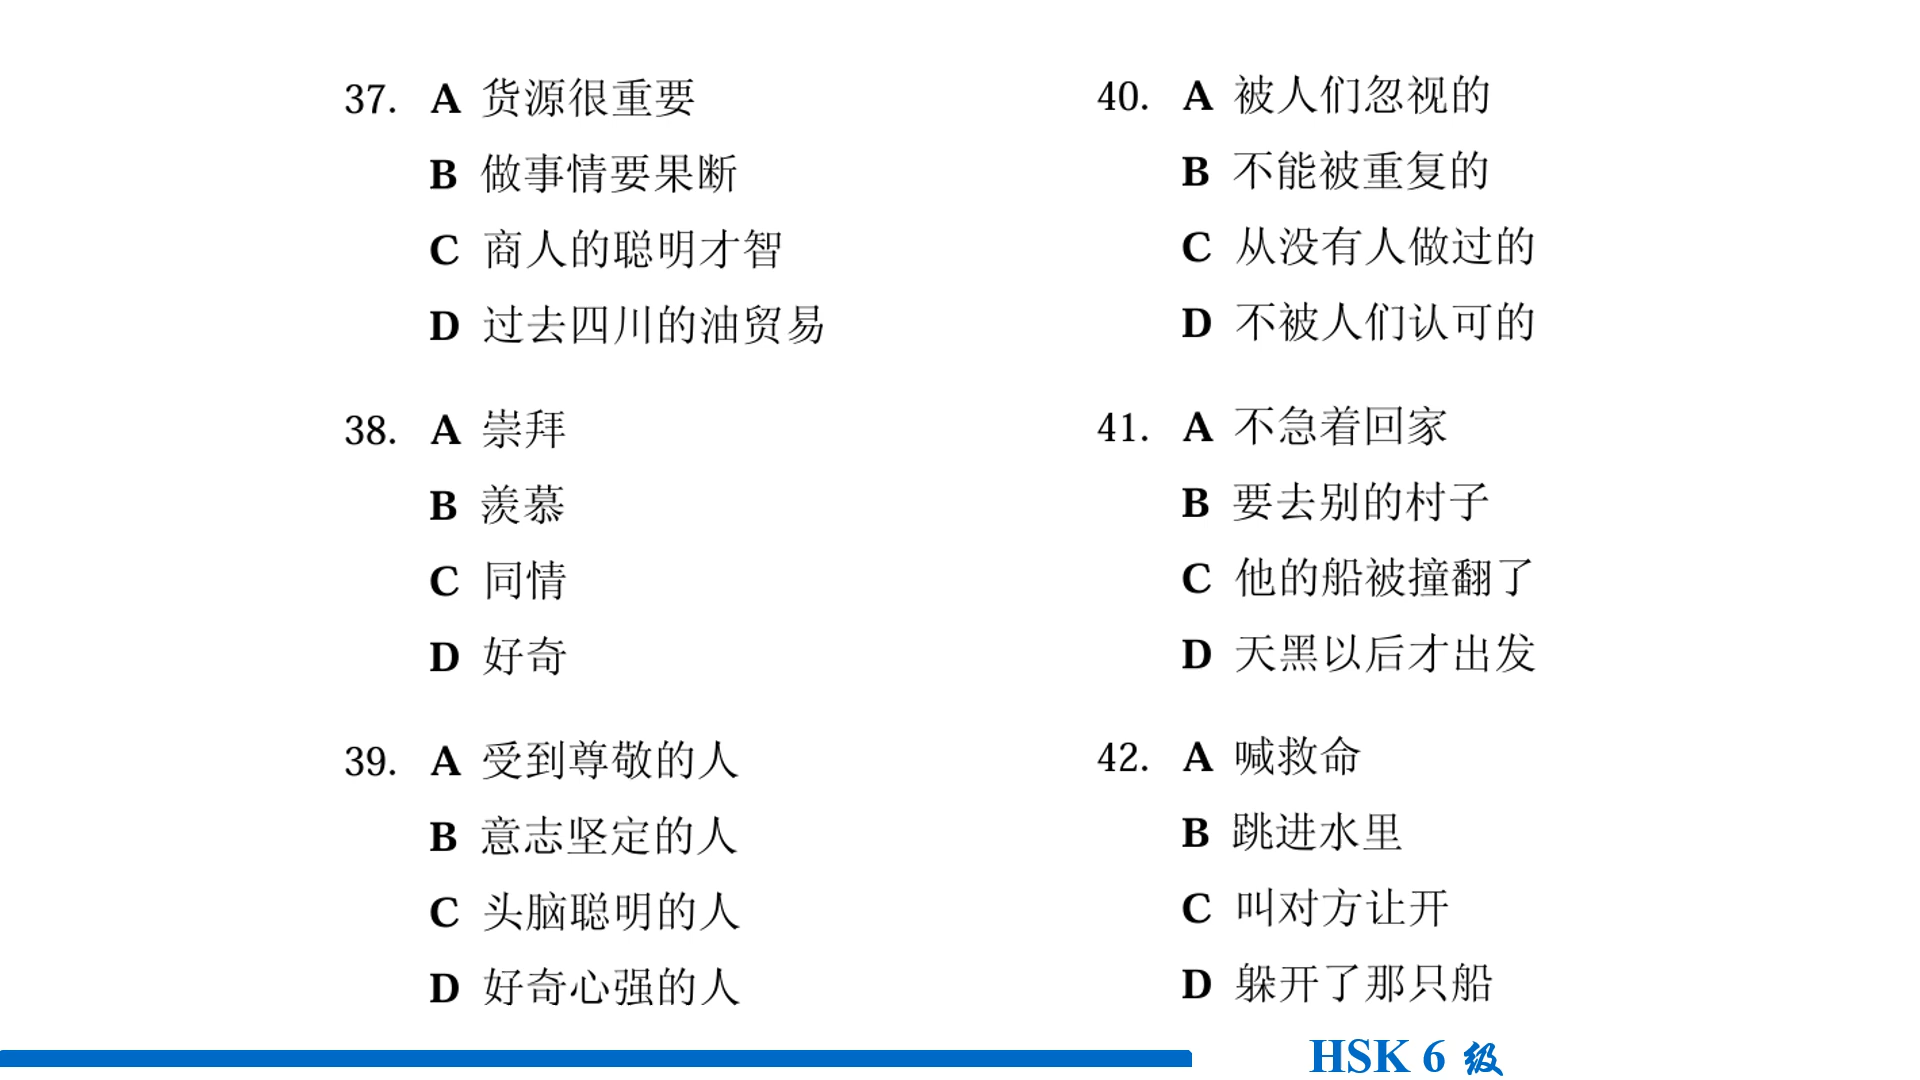 37. A 货源很重要
B 做事情要果断
C 商人的聪明才智
D 过去四川的油贸易
38. A 崇拜
B 羡慕
C 同情
D 好奇
39. A 受到尊敬的人
B 意志坚定的人
C 头脑聪明的人
D 好奇心强的人
40. A 被人们忽视的
B 不能被重复的
C 从没有人做过的
D 不被人们认可的
41. A 不急着回家
B 要去别的村子
C 他的船被撞翻了
D 天黑以后才出发
42. A 喊救命
B 跳进水里
C 叫对方让开
D 躲开了那只船
HSK 6 级